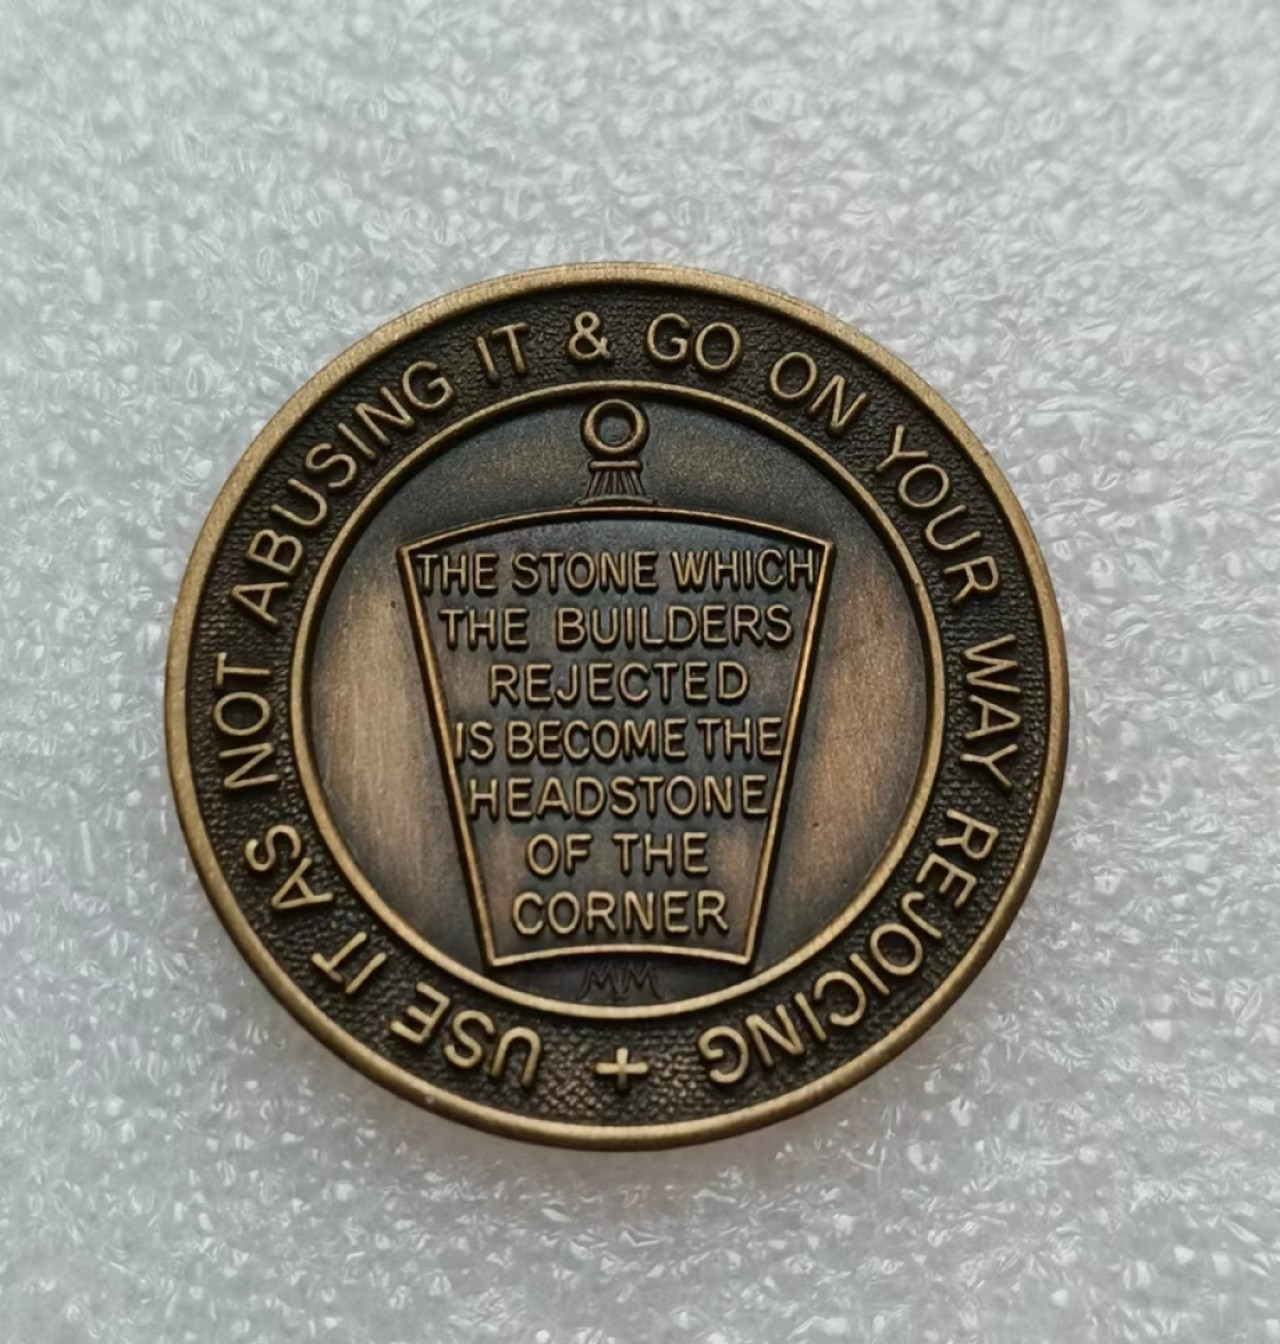 USE IT AS NOT ABUSING IT & GO ON YOUR WAY REJOICING +
THE STONE WHICH
THE BUILDERS
REJECTED
IS BECOME THE
HEADSTONE
OF THE
CORNER
MM